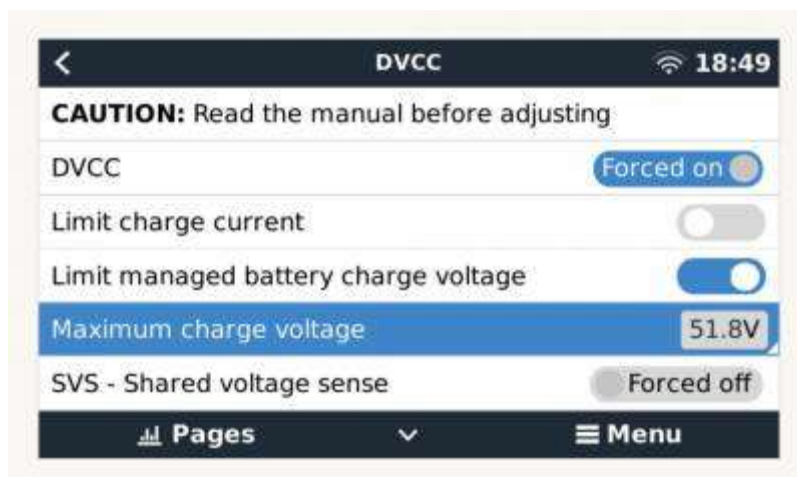 DVCC 18:49
CAUTION: Read the manual before adjusting
DVCC Forced on
Limit charge current
Limit managed battery charge voltage
Maximum charge voltage 51.8V
SVS - Shared voltage sense Forced off
Pages Menu